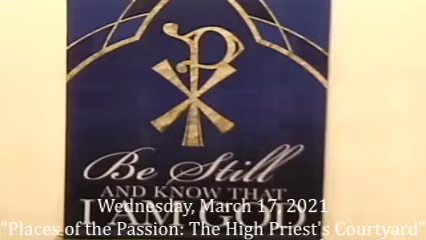 Be Still
AND KNOW THAT
I AM GOD
Wednesday, March 17, 2021
"Places of the Passion: The High Priest's Courtyard"